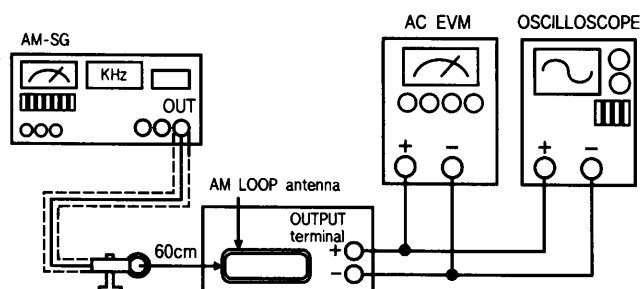 AC EVM
OSCILLOSCOPE
AM-SG
KHz
OUT
+ −
+ −
AM LOOP antenna
OUTPUT
terminal
60cm
+
−